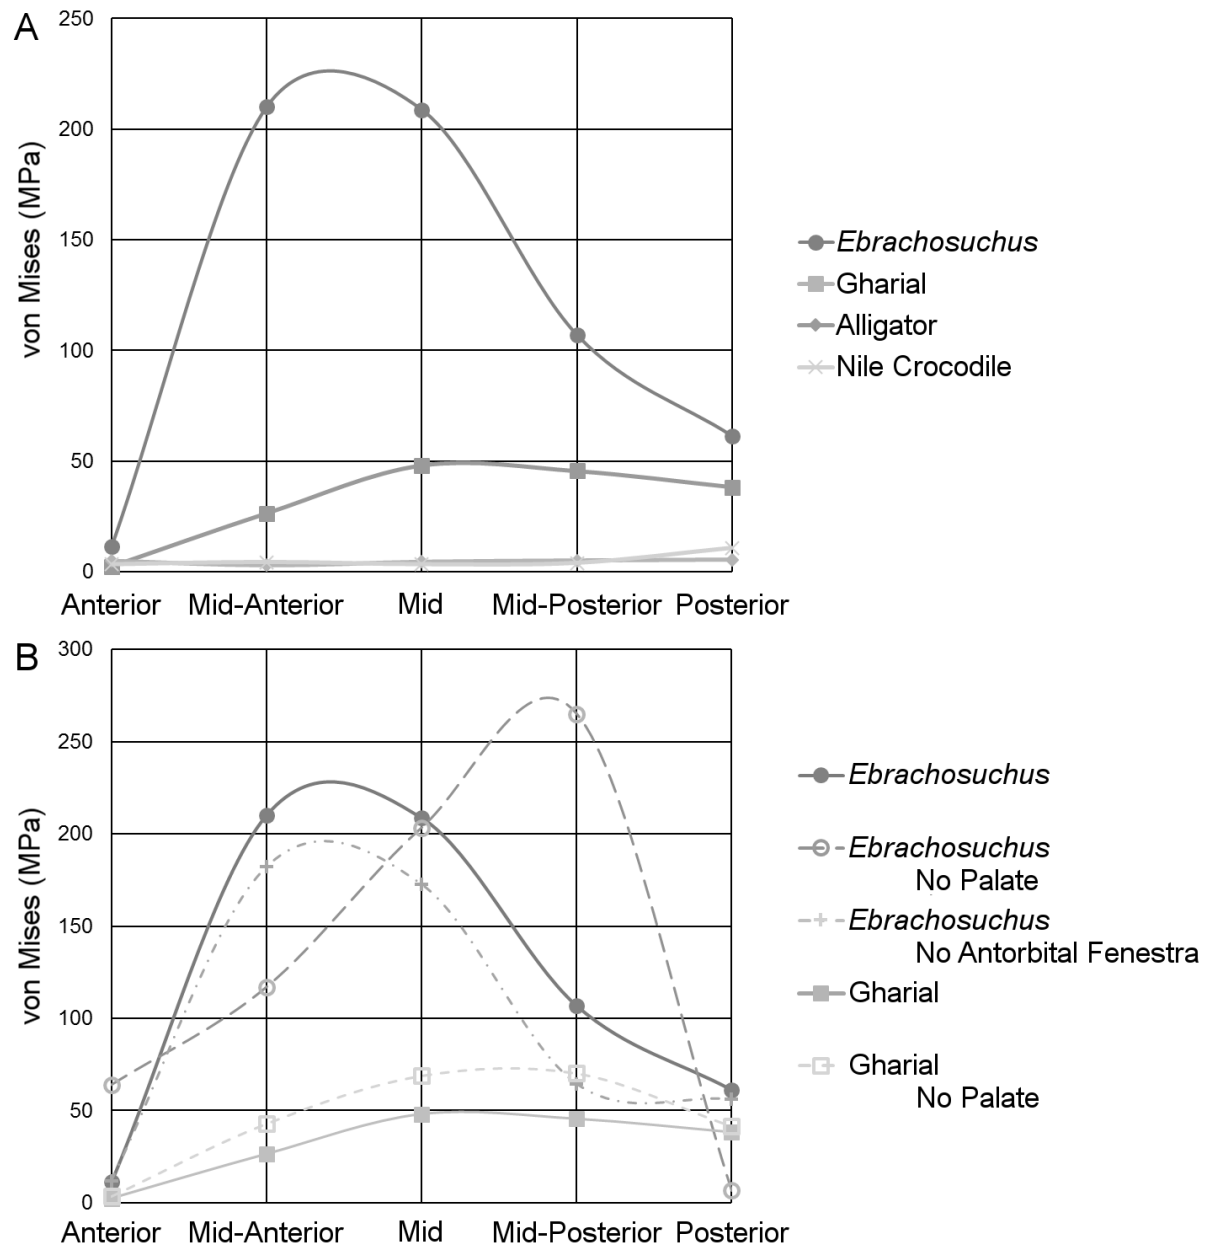 A
250
200
150
100
50
0
von Mises (MPa)
Anterior Mid-Anterior Mid Mid-Posterior Posterior
Ebrachosuchus
Gharial
Alligator
Nile Crocodile
B
300
250
200
150
100
50
0
von Mises (MPa)
Anterior Mid-Anterior Mid Mid-Posterior Posterior
Ebrachosuchus
Ebrachosuchus
No Palate
Ebrachosuchus
No Antorbital Fenestra
Gharial
Gharial
No Palate